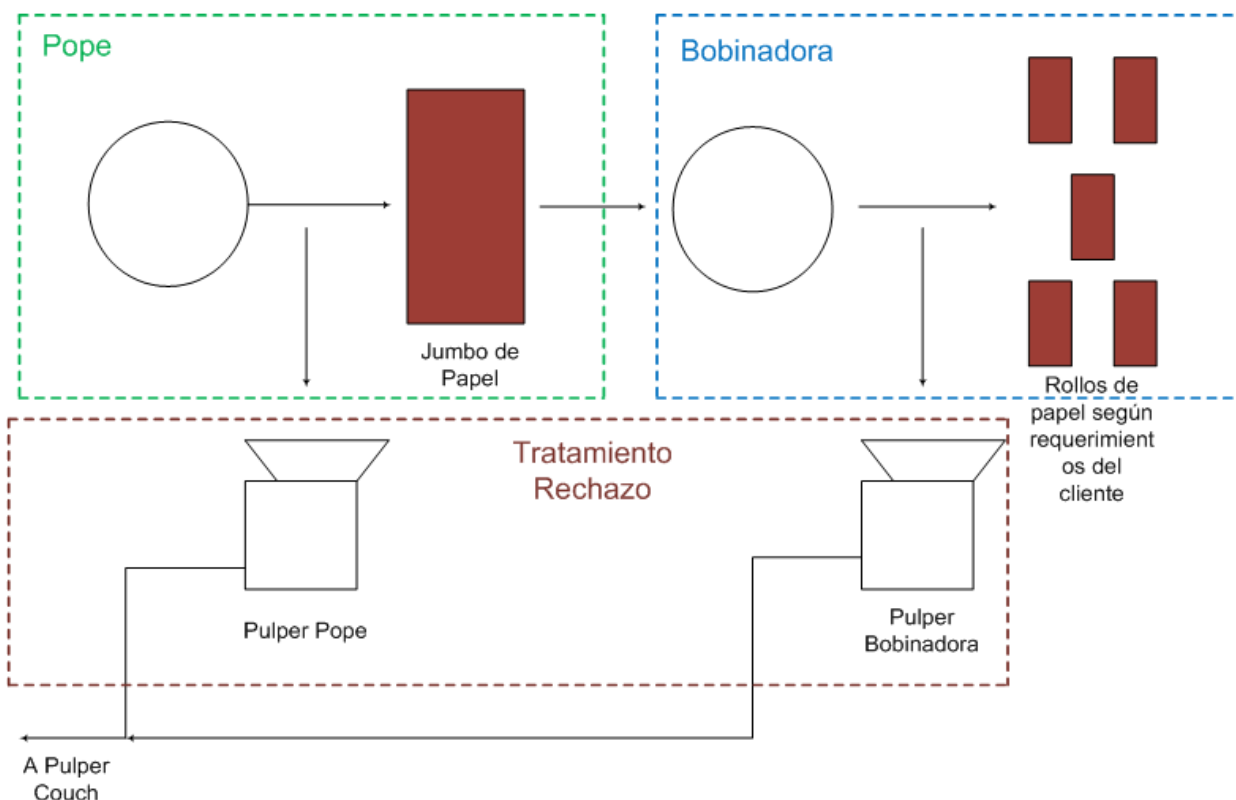 Pope
Bobinadora
Jumbo de
Papel
Rollos de
papel según
requerimient
os del
cliente
Tratamiento
Rechazo
Pulper Pope
Pulper
Bobinadora
A Pulper
Couch